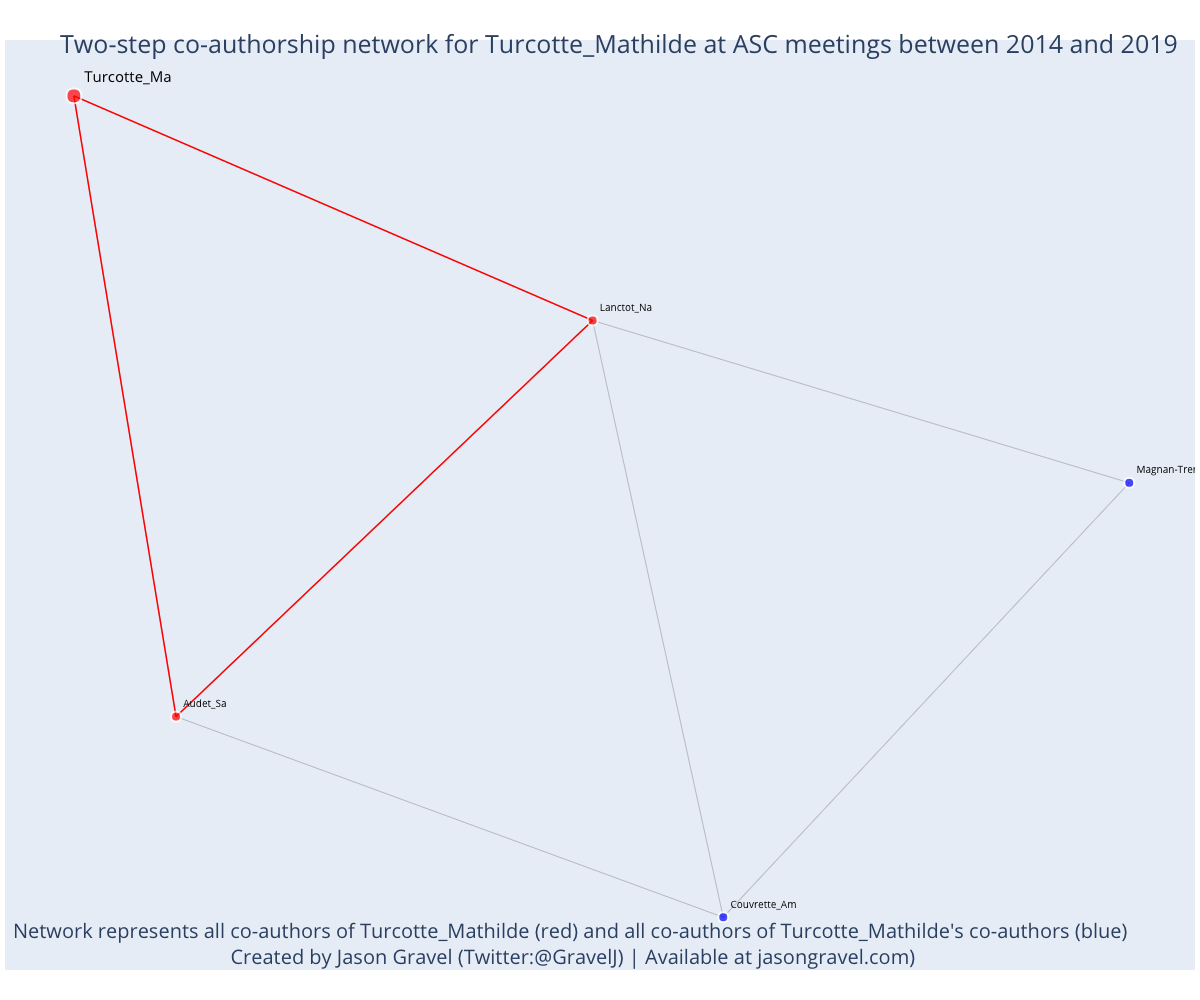 Two-step co-authorship network for Turcotte_Mathilde at ASC meetings between 2014 and 2019
Turcotte_Ma
Lanctot_Na
Magnan-Trem
Audet_Sa
Couvrette_Am
Network represents all co-authors of Turcotte_Mathilde (red) and all co-authors of Turcotte_Mathilde's co-authors (blue)
Created by Jason Gravel (Twitter:@GravelJ) | Available at jasongravel.com)